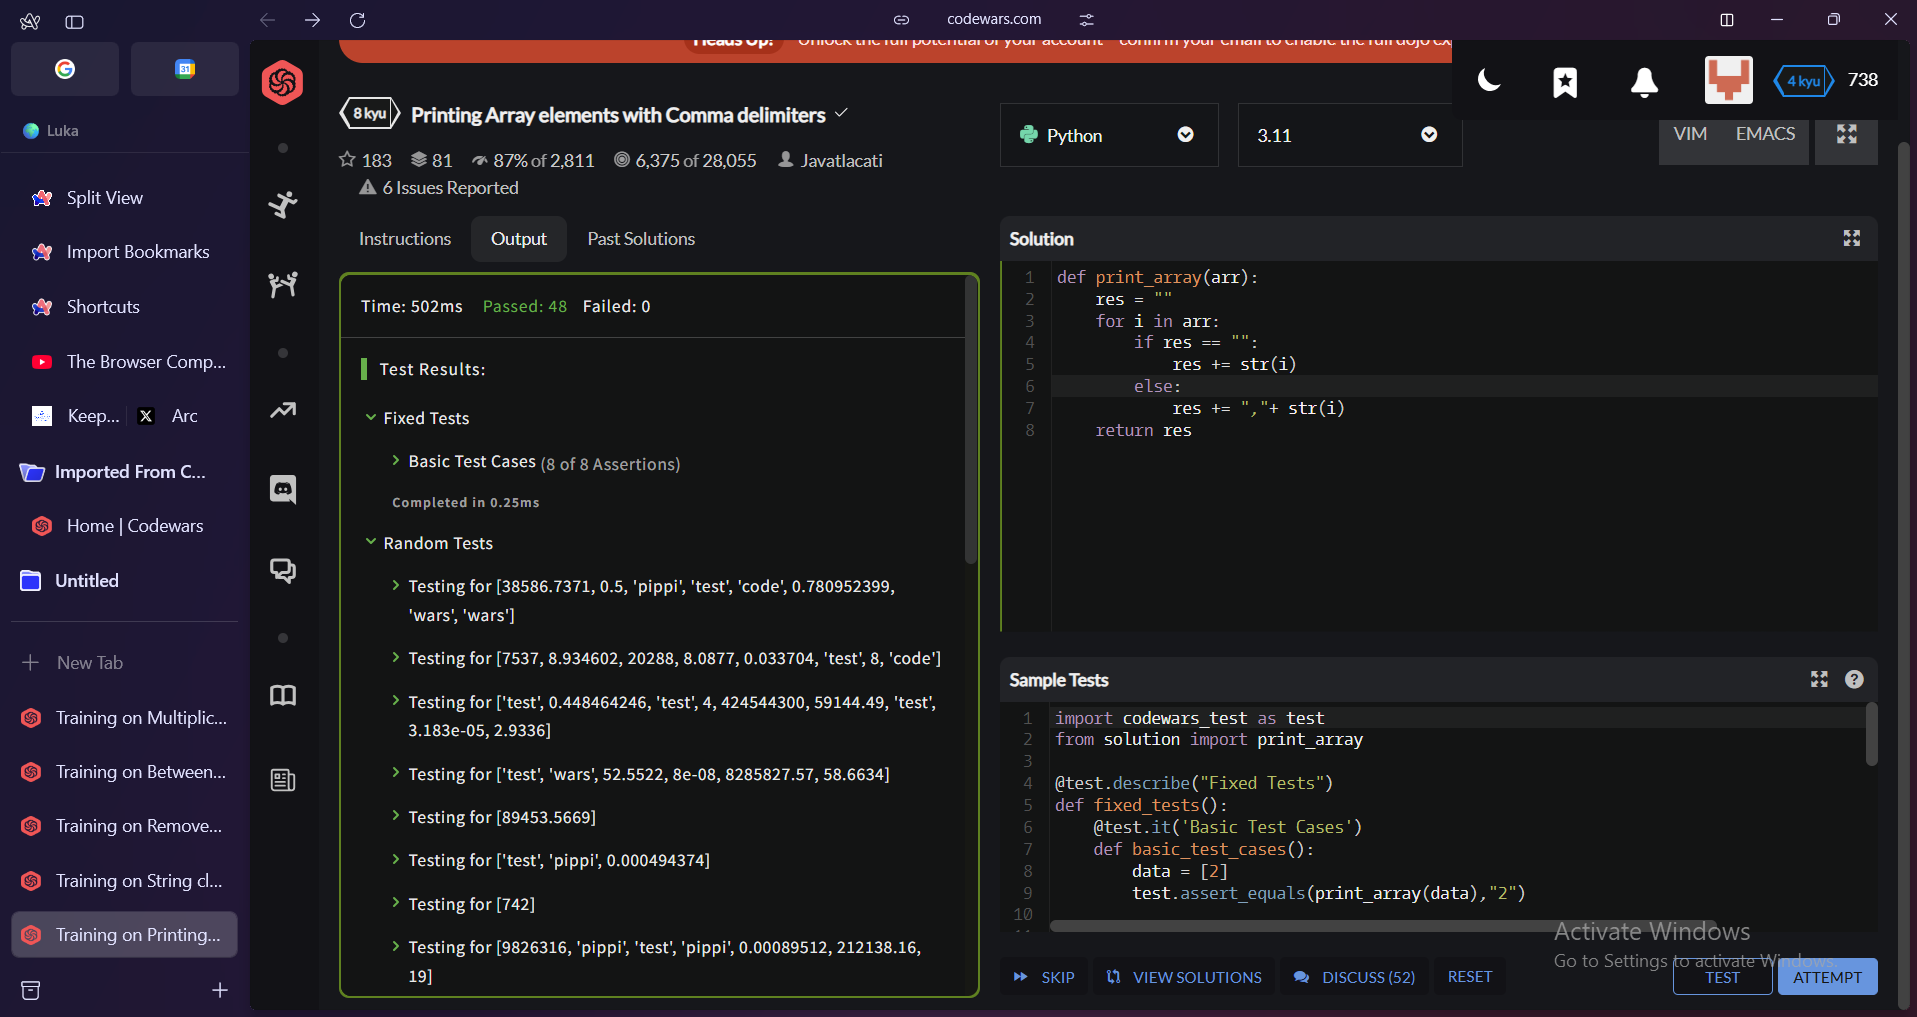 codewars.com
31
Luka
Split View
Import Bookmarks
Shortcuts
The Browser Comp...
Keep... X Arc
Imported From C...
Home | Codewars
Untitled
New Tab
Training on Multiplic...
Training on Between...
Training on Remove...
Training on String cl...
Training on Printing...
Heads Up! Unlock the full potential of your account confirm your email to enable the full dojo ex
4 kyu 738
8 kyu Printing Array elements with Comma delimiters
183 81 87% of 2,811 6,375 of 28,055 Javatlacati
6 Issues Reported
Instructions Output Past Solutions
Time: 502ms Passed: 48 Failed: 0
Test Results:
Fixed Tests
Basic Test Cases (8 of 8 Assertions)
Completed in 0.25ms
Random Tests
Testing for [38586.7371, 0.5, 'pippi', 'test', 'code', 0.780952399,
'wars', 'wars']
Testing for [7537, 8.934602, 20288, 8.0877, 0.033704, 'test', 8, 'code']
Testing for ['test', 0.448464246, 'test', 4, 424544300, 59144.49, 'test',
3.183e-05, 2.9336]
Testing for ['test', 'wars', 52.5522, 8e-08, 8285827.57, 58.6634]
Testing for [89453.5669]
Testing for ['test', 'pippi', 0.000494374]
Testing for [742]
Testing for [9826316, 'pippi', 'test', 'pippi', 0.00089512, 212138.16,
19]
Python 3.11 VIM EMACS
Solution
1 def print_array(arr):
2 res = ""
3 for i in arr:
4 if res == "":
5 res += str(i)
6 else:
7 res += ","+ str(i)
8 return res
Sample Tests
1 import codewars_test as test
2 from solution import print_array
3
4 @test.describe("Fixed Tests")
5 def fixed_tests():
6 @test.it('Basic Test Cases')
7 def basic_test_cases():
8 data = [2]
9 test.assert_equals(print_array(data),"2")
10
SKIP VIEW SOLUTIONS DISCUSS (52) RESET TEST ATTEMPT
Activate Windows
Go to Settings to activate Windows.